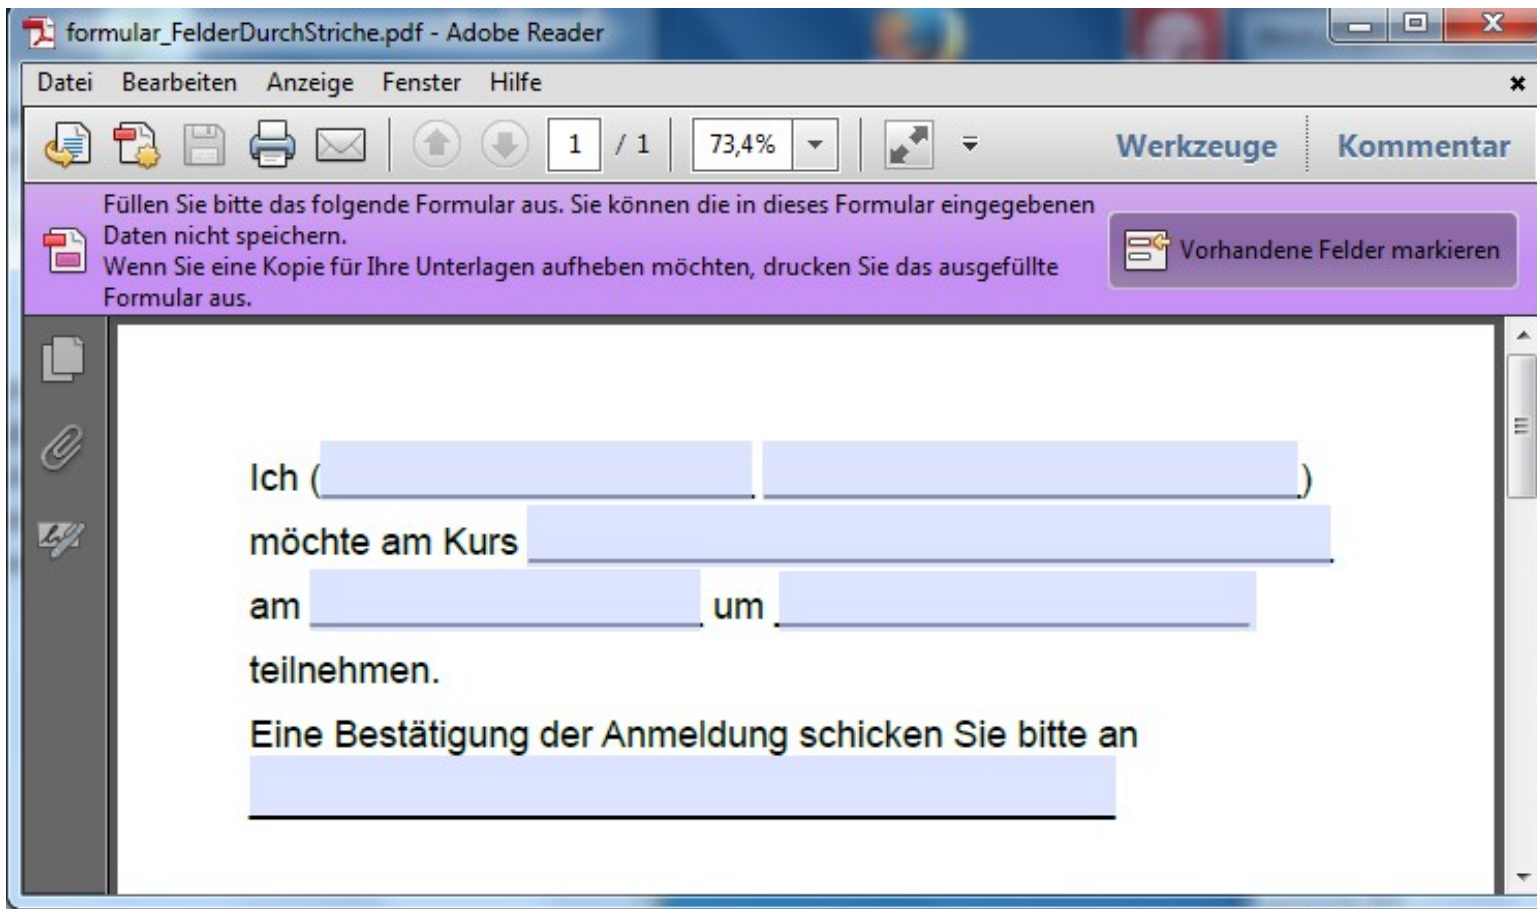 formular_FelderDurchStriche.pdf - Adobe Reader
Datei Bearbeiten Anzeige Fenster Hilfe
1 / 1 73,4% Werkzeuge Kommentar
Füllen Sie bitte das folgende Formular aus. Sie können die in dieses Formular eingegebenen
Daten nicht speichern.
Wenn Sie eine Kopie für Ihre Unterlagen aufheben möchten, drucken Sie das ausgefüllte
Formular aus.
Vorhandene Felder markieren
Ich ( )
möchte am Kurs
am um
teilnehmen.
Eine Bestätigung der Anmeldung schicken Sie bitte an